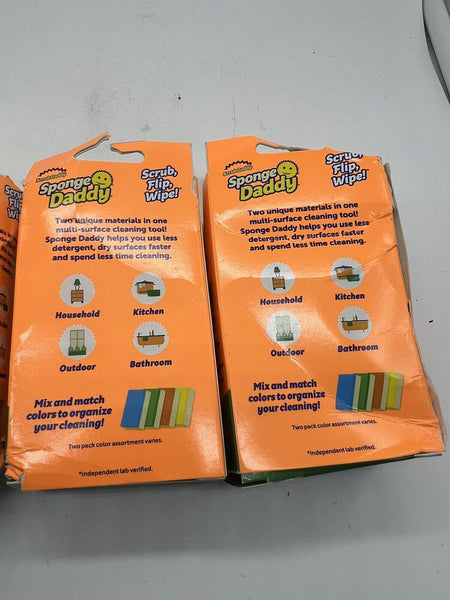 Scrub Daddy
Sponge
Daddy
Scrub,
Flip,
Wipe!
Two unique materials in one
multi-surface cleaning tool!
Sponge Daddy helps you use less
detergent, dry surfaces faster
and spend less time cleaning.
Household
Kitchen
Outdoor
Bathroom
Mix and match
colors to organize
your cleaning!
Two pack color assortment varies.
*Independent lab verified.
Scrub Daddy
Sponge
Daddy
Scrub,
Flip,
Wipe!
Two unique materials in one
multi-surface cleaning tool!
Sponge Daddy helps you use less
detergent, dry surfaces faster
and spend less time cleaning.
Household
Kitchen
Outdoor
Bathroom
Mix and match
colors to organize
your cleaning!
Two pack color assortment varies.
*Independent lab verified.